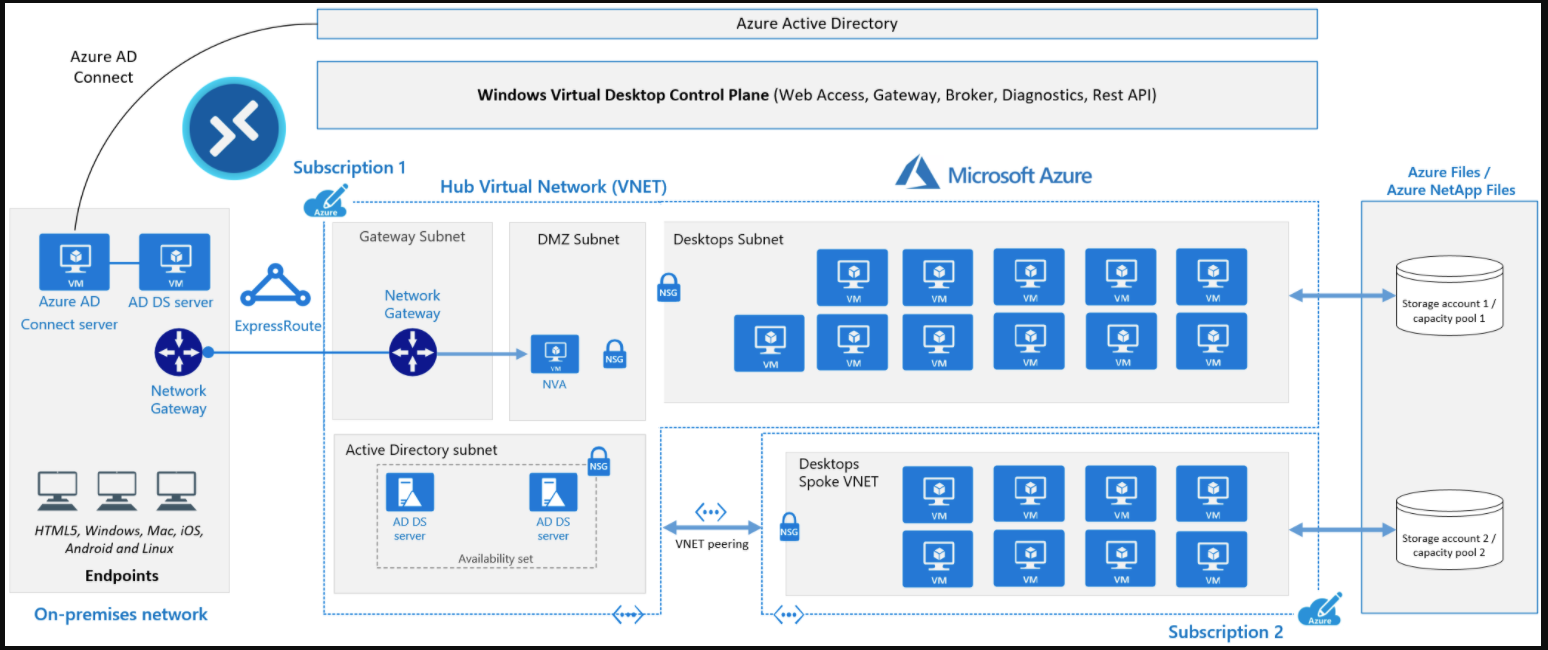 Azure Active Directory
Azure AD
Connect
Windows Virtual Desktop Control Plane (Web Access, Gateway, Broker, Diagnostics, Rest API)
Subscription 1
Azure
Hub Virtual Network (VNET)
Microsoft Azure
Azure Files /
Azure NetApp Files
VM
Azure AD
Connect server
VM
AD DS server
Network
Gateway
ExpressRoute
HTML5, Windows, Mac, iOS,
Android and Linux
Endpoints
On-premises network
Gateway Subnet
Network
Gateway
DMZ Subnet
VM
NVA
NSG
Desktops Subnet
NSG
VM
VM
VM
VM
VM
VM
VM
VM
VM
VM
VM
Storage account 1 /
capacity pool 1
Active Directory subnet
NSG
AD DS
server
AD DS
server
Availability set
VNET peering
Desktops
Spoke VNET
NSG
VM
VM
VM
VM
VM
VM
VM
VM
Storage account 2 /
capacity pool 2
Azure
Subscription 2